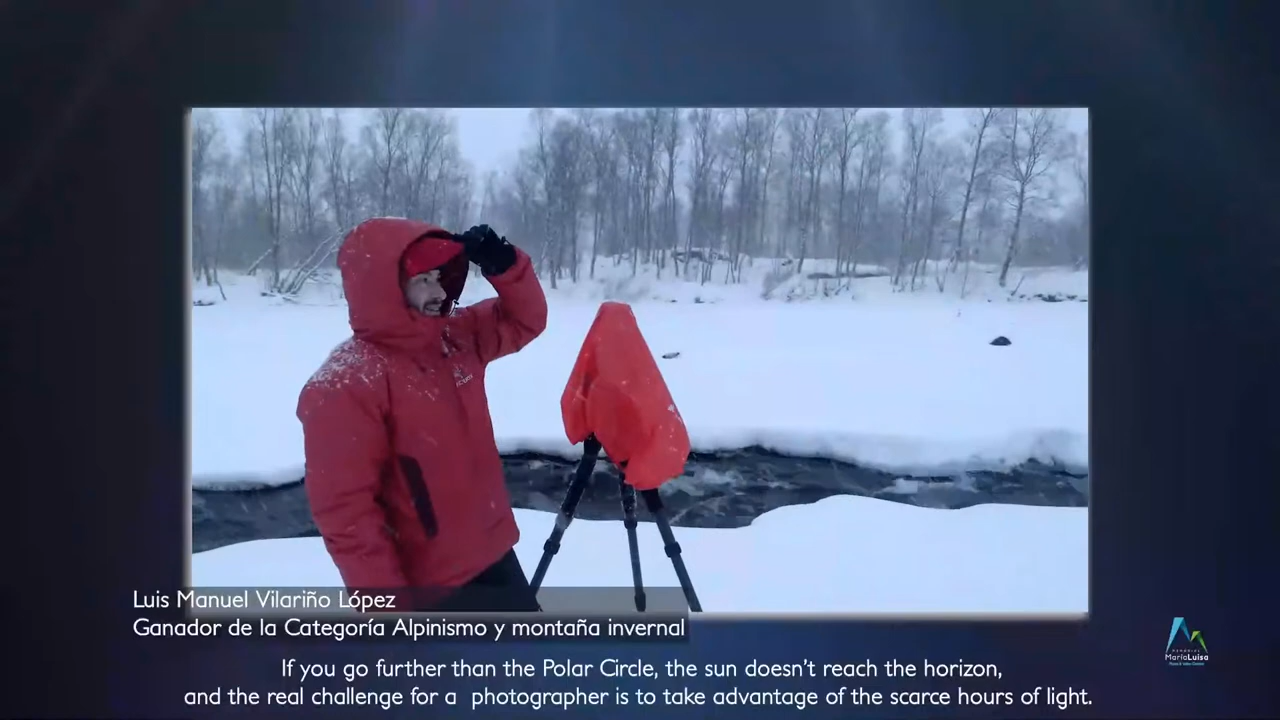 Luis Manuel Vilariño López
Ganador de la Categoría Alpinismo y montaña invernal
If you go further than the Polar Circle, the sun doesn't reach the horizon,
and the real challenge for a photographer is to take advantage of the scarce hours of light.
MEMORIAL
MaríaLuisa